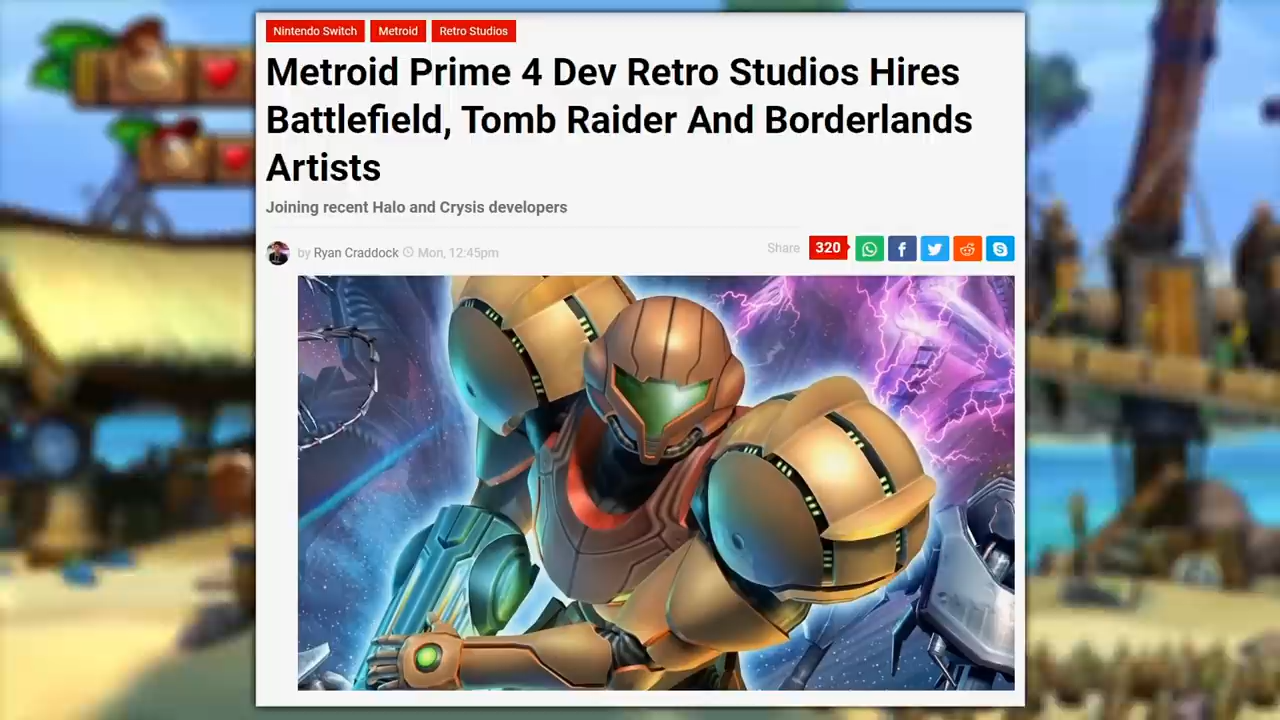 Nintendo Switch Metroid Retro Studios
Metroid Prime 4 Dev Retro Studios Hires
Battlefield, Tomb Raider And Borderlands
Artists
Joining recent Halo and Crysis developers
by Ryan Craddock Mon, 12:45pm
Share 320